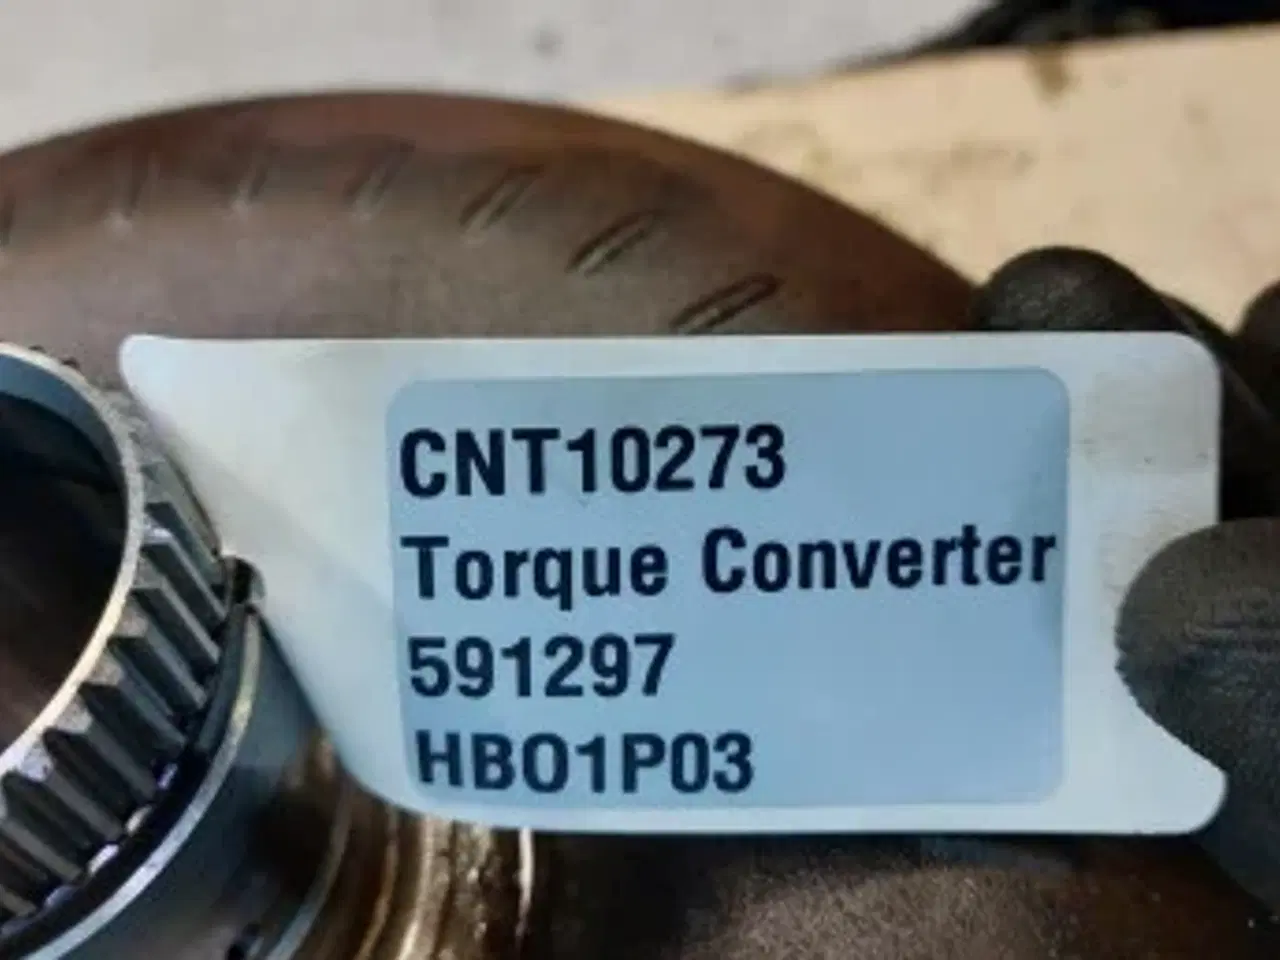 CNT10273
Torque Converter
591297
HBO1P03